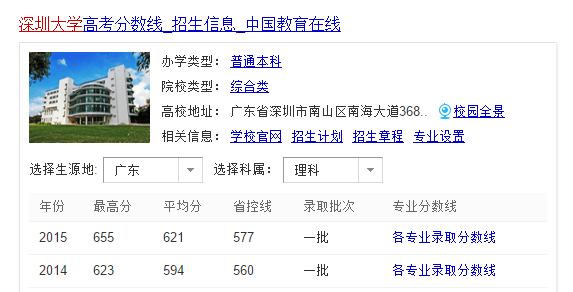 深圳大学高考分数线_招生信息_中国教育在线
办学类型： 普通本科
院校类型： 综合类
高校地址： 广东省深圳市南山区南海大道368.. 校园全景
相关信息： 学校官网 招生计划 招生章程 专业设置
选择生源地: 广东 选择科属： 理科
年份 最高分 平均分 省控线 录取批次 专业分数线
2015 655 621 577 一批 各专业录取分数线
2014 623 594 560 一批 各专业录取分数线